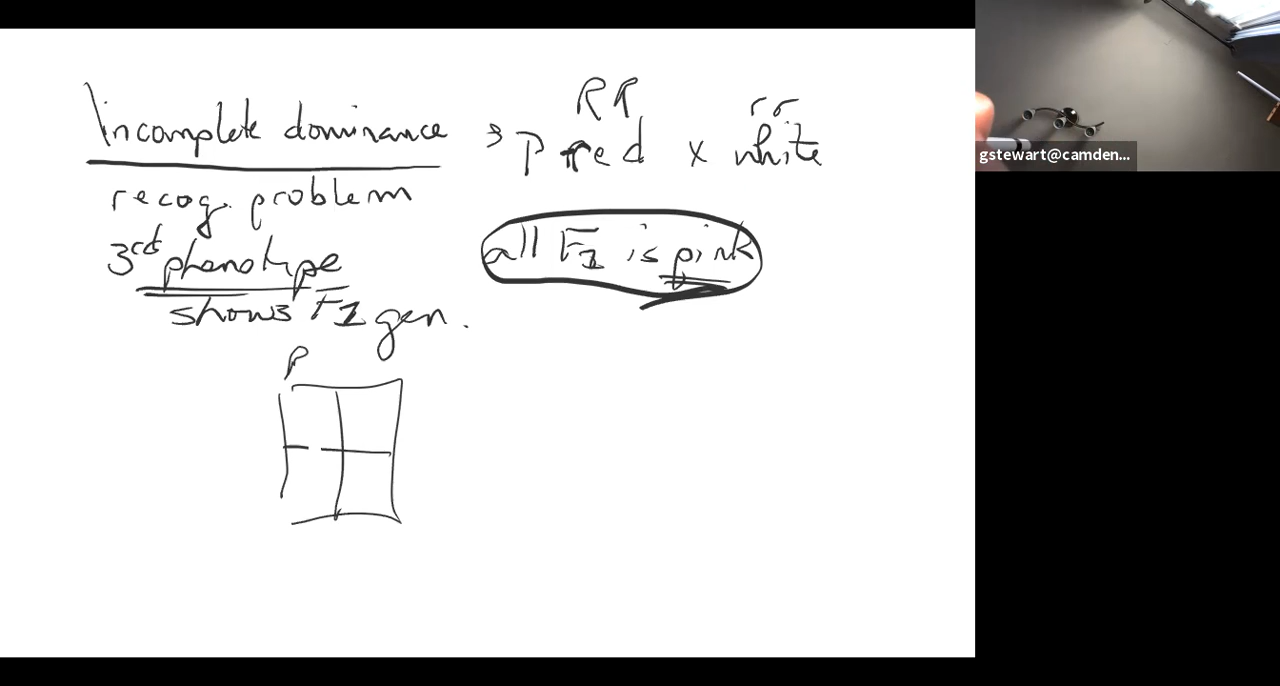 Incomplete dominance
recog. problem
3rd phenotype
shows F1 gen.
P
RR
rr
P red x white
all F1 is pink
gstewart@camden...